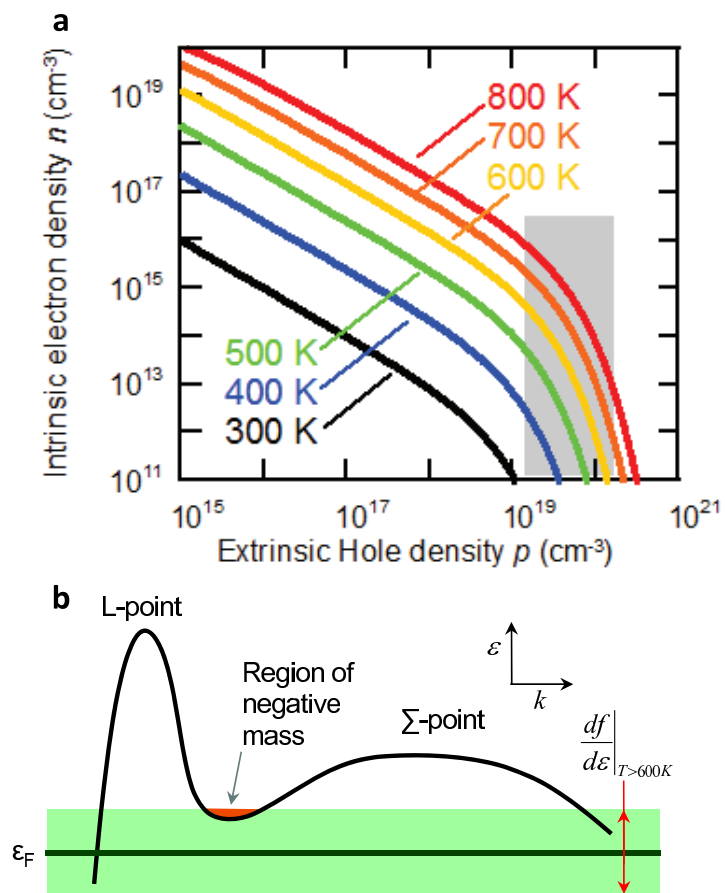 a
Intrinsic electron density n (cm⁻³)
10¹⁹
10¹⁷
10¹⁵
10¹³
10¹¹
800 K
700 K
600 K
500 K
400 K
300 K
10¹⁵ 10¹⁷ 10¹⁹ 10²¹
Extrinsic Hole density p (cm⁻³)
b
L-point
Region of
negative
mass
∑-point
ε
k
df
dε
T>600K
ε_F